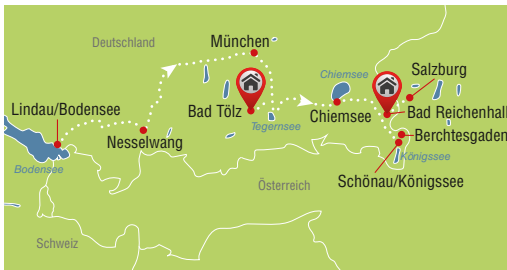 Deutschland
München
Chiemsee
Salzburg
Lindau/Bodensee
Bad Tölz
Tegernsee
Chiemsee
Bad Reichenhall
Nesselwang
Berchtesgaden
Bodensee
Königssee
Schönau/Königssee
Österreich
Schweiz